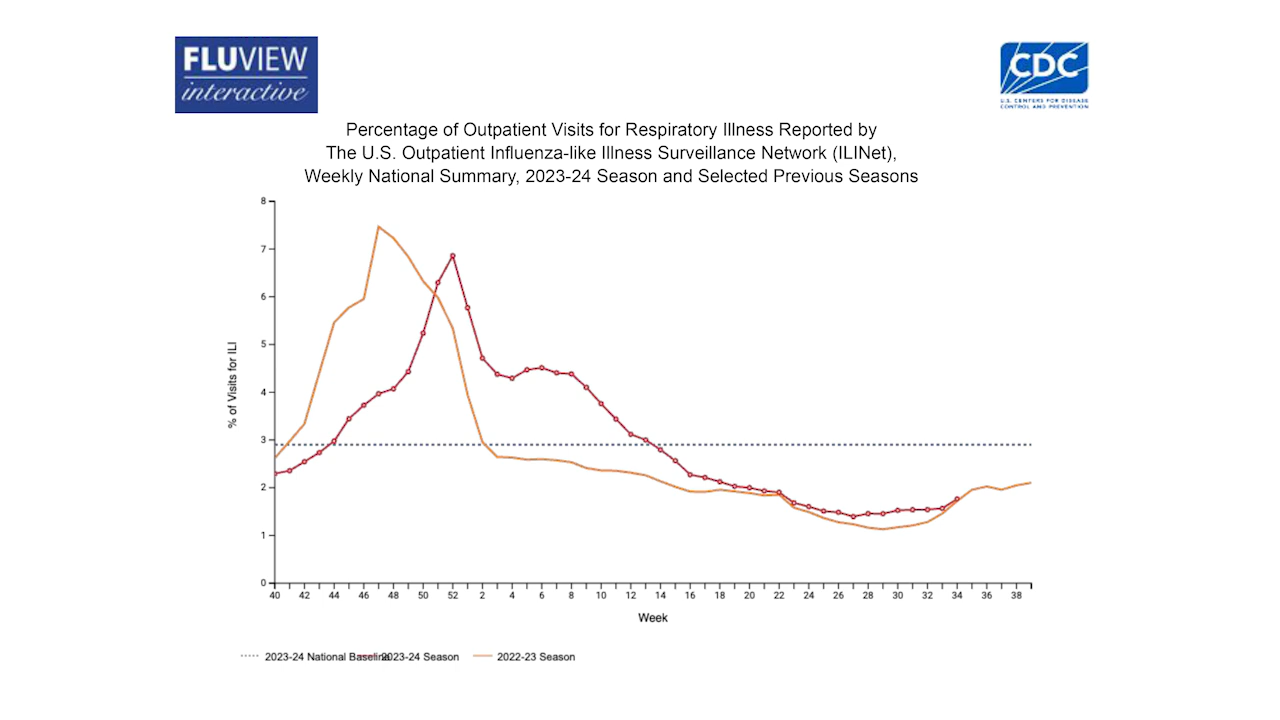 FLUVIEW
interactive
CDC
U.S. CENTERS FOR DISEASE
CONTROL AND PREVENTION
Percentage of Outpatient Visits for Respiratory Illness Reported by
The U.S. Outpatient Influenza-like Illness Surveillance Network (ILINet),
Weekly National Summary, 2023-24 Season and Selected Previous Seasons
8
7
6
5
4
3
2
1
0
% of Visits for ILI
40 42 44 46 48 50 52 2 4 6 8 10 12 14 16 18 20 22 24 26 28 30 32 34 36 38
Week
2023-24 National Baseline 2023-24 Season 2022-23 Season